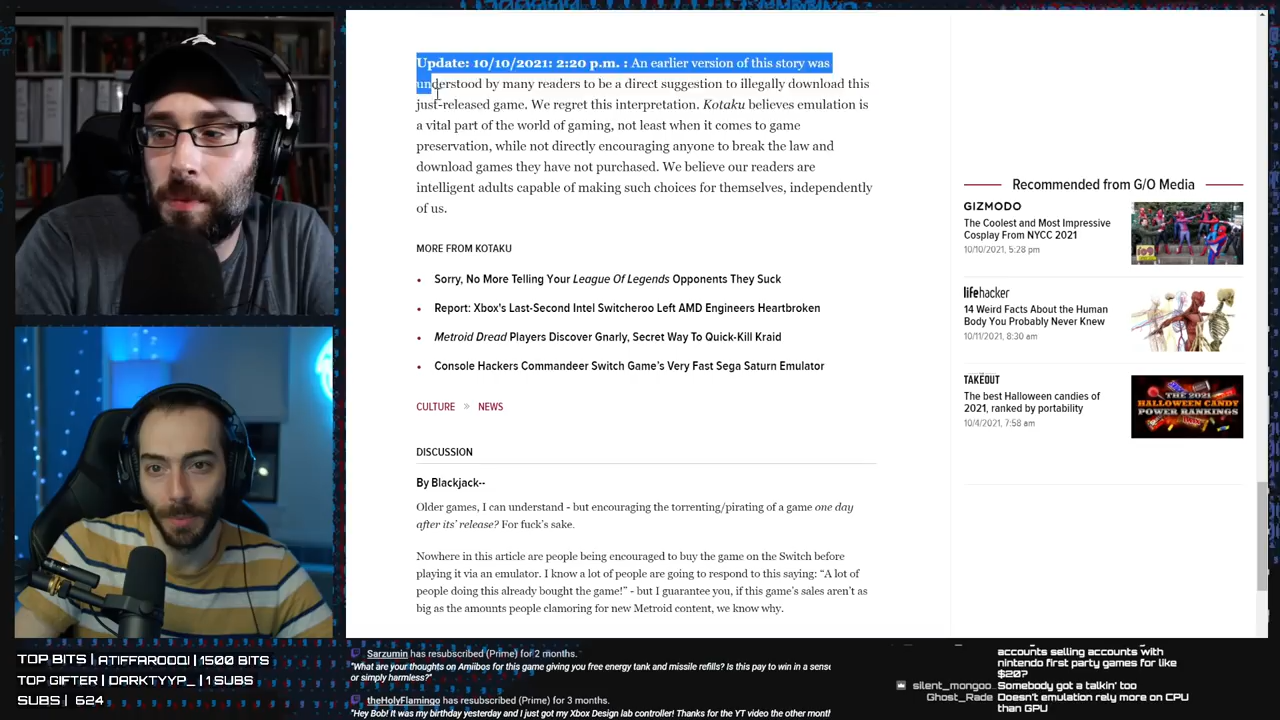 Update: 10/10/2021: 2:20 p.m. : An earlier version of this story was
understood by many readers to be a direct suggestion to illegally download this
just-released game. We regret this interpretation. Kotaku believes emulation is
a vital part of the world of gaming, not least when it comes to game
preservation, while not directly encouraging anyone to break the law and
download games they have not purchased. We believe our readers are
intelligent adults capable of making such choices for themselves, independently
of us.
MORE FROM KOTAKU
• Sorry, No More Telling Your League Of Legends Opponents They Suck
• Report: Xbox's Last-Second Intel Switcheroo Left AMD Engineers Heartbroken
• Metroid Dread Players Discover Gnarly, Secret Way To Quick-Kill Kraid
• Console Hackers Commandeer Switch Game's Very Fast Sega Saturn Emulator
CULTURE » NEWS
DISCUSSION
By Blackjack--
Older games, I can understand - but encouraging the torrenting/pirating of a game one day
after its' release? For fuck's sake.
Nowhere in this article are people being encouraged to buy the game on the Switch before
playing it via an emulator. I know a lot of people are going to respond to this saying: “A lot of
people doing this already bought the game!” - but I guarantee you, if this game's sales aren't as
big as the amounts people clamoring for new Metroid content, we know why.
Recommended from G/O Media
GIZMODO
The Coolest and Most Impressive
Cosplay From NYCC 2021
10/10/2021, 5:28 pm
lifehacker
14 Weird Facts About the Human
Body You Probably Never Knew
10/11/2021, 8:30 am
TAKEOUT
The best Halloween candies of
2021, ranked by portability
10/4/2021, 7:58 am
THE 2021
HALLOWEEN CANDY
POWER RANKINGS
TOP BITS | ATIFFAROOQI | 1500 BITS
TOP GIFTER | DARKTYYP_ | 1 SUBS
SUBS | 624
Sarzumin has resubscribed (Prime) for 2 months.
"What are your thoughts on Amiibos for this game giving you free energy tank and missile refills? Is this pay to win in a sense
or simply harmless?"
theHolyFlamingo has resubscribed (Prime) for 3 months.
"Hey Bob! It was my birthday yesterday and I just got my Xbox Design lab controller! Thanks for the YT video the other mont
accounts selling accounts with
nintendo first party games for like
$20?
silent_mongoo Somebody got a talkin' too
Ghost_Rade Doesn't emulation rely more on CPU
than GPU